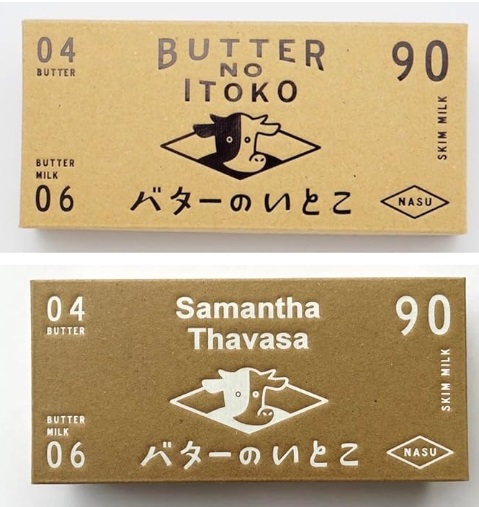 04
BUTTER
BUTTER
NO
ITOKO
90
SKIM MILK
BUTTER
MILK
06
バターのいとこ
NASU
04
BUTTER
Samantha
Thavasa
90
SKIM MILK
BUTTER
MILK
06
バターのいとこ
NASU